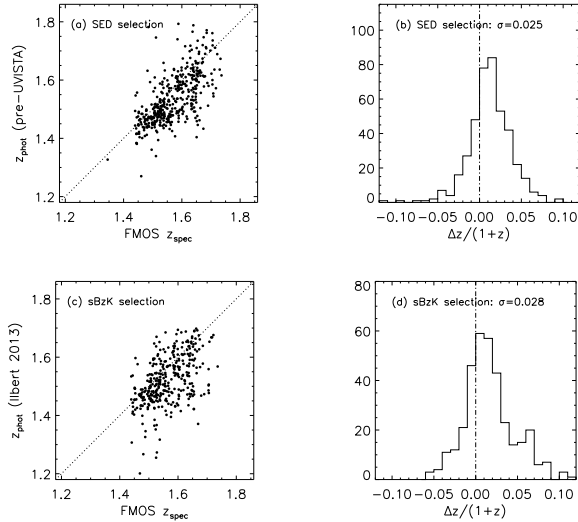 (a) SED selection
z_phot (pre-UVISTA)
1.8
1.6
1.4
1.2
1.2 1.4 1.6 1.8
FMOS z_spec
(b) SED selection: σ=0.025
100
80
60
40
20
0
-0.10 -0.05 0.00 0.05 0.10
Δz/(1+z)
(c) sBzK selection
z_phot (Ilbert 2013)
1.8
1.6
1.4
1.2
1.2 1.4 1.6 1.8
FMOS z_spec
(d) sBzK selection: σ=0.028
80
60
40
20
0
-0.10 -0.05 0.00 0.05 0.10
Δz/(1+z)